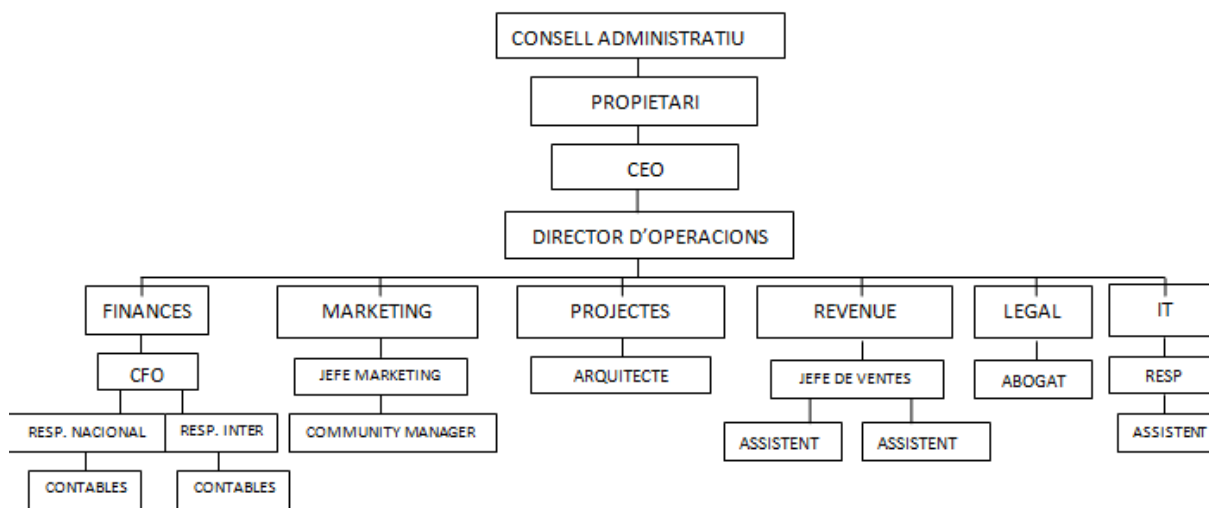 CONSELL ADMINISTRATIU
PROPIETARI
CEO
DIRECTOR D'OPERACIONS
FINANCES
MARKETING
PROJECTES
REVENUE
LEGAL
IT
CFO
JEFE MARKETING
ARQUITECTE
JEFE DE VENTES
ABOGAT
RESP
RESP. NACIONAL
RESP. INTER
COMMUNITY MANAGER
ASSISTENT
ASSISTENT
ASSISTENT
CONTABLES
CONTABLES